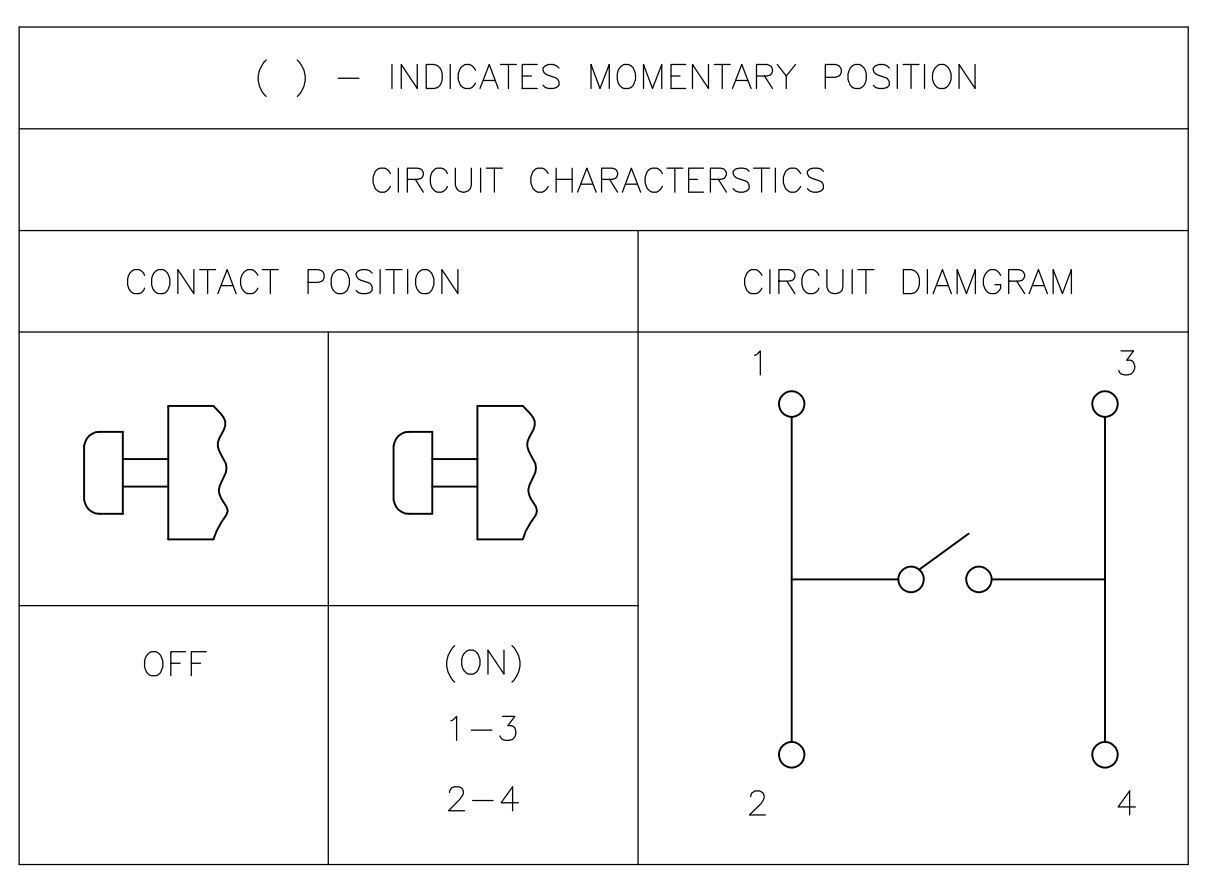 ( ) – INDICATES MOMENTARY POSITION
CIRCUIT CHARACTERSTICS
CONTACT POSITION
CIRCUIT DIAMGRAM
1
3
OFF
(ON)
1–3
2–4
2
4